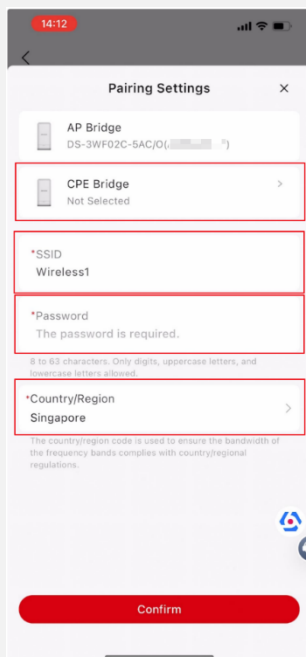 14:12
Pairing Settings
AP Bridge
DS-3WF02C-5AC/O(
CPE Bridge
Not Selected
*SSID
Wireless1
*Password
The password is required.
8 to 63 characters. Only digits, uppercase letters, and
lowercase letters allowed.
*Country/Region
Singapore
The country/region code is used to ensure the bandwidth of
the frequency bands complies with country/regional
regulations.
Confirm